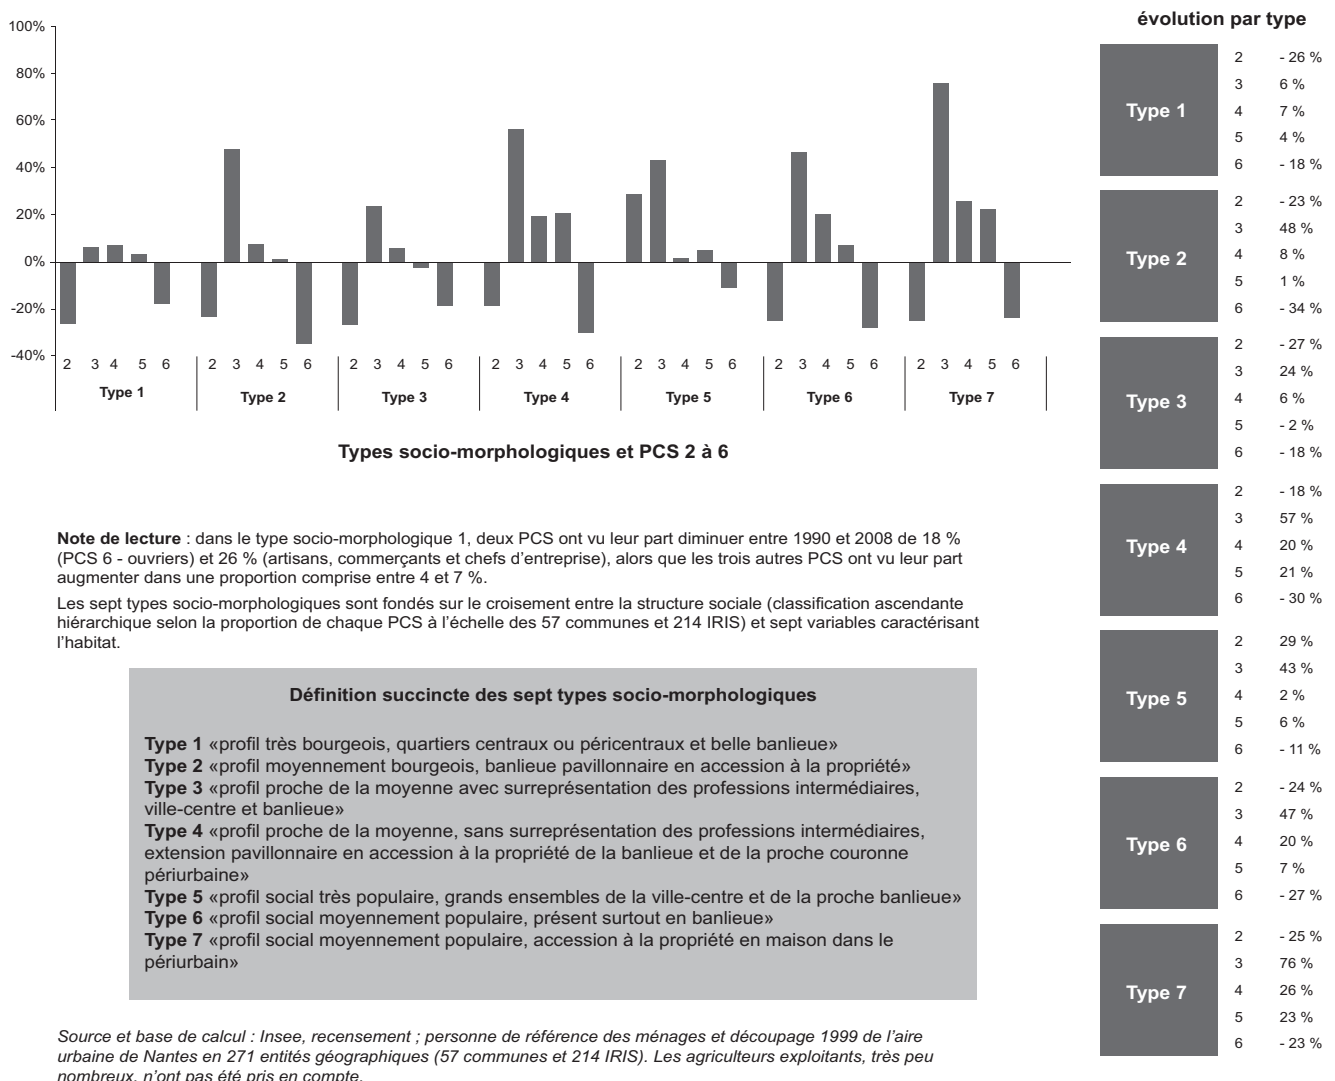 100%
80%
60%
40%
20%
0%
-20%
-40%
2 3 4 5 6 2 3 4 5 6 2 3 4 5 6 2 3 4 5 6 2 3 4 5 6 2 3 4 5 6 2 3 4 5 6
Type 1 Type 2 Type 3 Type 4 Type 5 Type 6 Type 7
Types socio-morphologiques et PCS 2 à 6
Note de lecture : dans le type socio-morphologique 1, deux PCS ont vu leur part diminuer entre 1990 et 2008 de 18 %
(PCS 6 - ouvriers) et 26 % (artisans, commerçants et chefs d'entreprise), alors que les trois autres PCS ont vu leur part
augmenter dans une proportion comprise entre 4 et 7 %.
Les sept types socio-morphologiques sont fondés sur le croisement entre la structure sociale (classification ascendante
hiérarchique selon la proportion de chaque PCS à l'échelle des 57 communes et 214 IRIS) et sept variables caractérisant
l'habitat.
Définition succincte des sept types socio-morphologiques
Type 1 «profil très bourgeois, quartiers centraux ou péricentraux et belle banlieue»
Type 2 «profil moyennement bourgeois, banlieue pavillonnaire en accession à la propriété»
Type 3 «profil proche de la moyenne avec surreprésentation des professions intermédiaires,
ville-centre et banlieue»
Type 4 «profil proche de la moyenne, sans surreprésentation des professions intermédiaires,
extension pavillonnaire en accession à la propriété de la banlieue et de la proche couronne
périurbaine»
Type 5 «profil social très populaire, grands ensembles de la ville-centre et de la proche banlieue»
Type 6 «profil social moyennement populaire, présent surtout en banlieue»
Type 7 «profil social moyennement populaire, accession à la propriété en maison dans le
périurbain»
Source et base de calcul : Insee, recensement ; personne de référence des ménages et découpage 1999 de l'aire
urbaine de Nantes en 271 entités géographiques (57 communes et 214 IRIS). Les agriculteurs exploitants, très peu
nombreux, n'ont pas été pris en compte.
évolution par type
Type 1
2 - 26 %
3 6 %
4 7 %
5 4 %
6 - 18 %
Type 2
2 - 23 %
3 48 %
4 8 %
5 1 %
6 - 34 %
Type 3
2 - 27 %
3 24 %
4 6 %
5 - 2 %
6 - 18 %
Type 4
2 - 18 %
3 57 %
4 20 %
5 21 %
6 - 30 %
Type 5
2 29 %
3 43 %
4 2 %
5 6 %
6 - 11 %
Type 6
2 - 24 %
3 47 %
4 20 %
5 7 %
6 - 27 %
Type 7
2 - 25 %
3 76 %
4 26 %
5 23 %
6 - 23 %